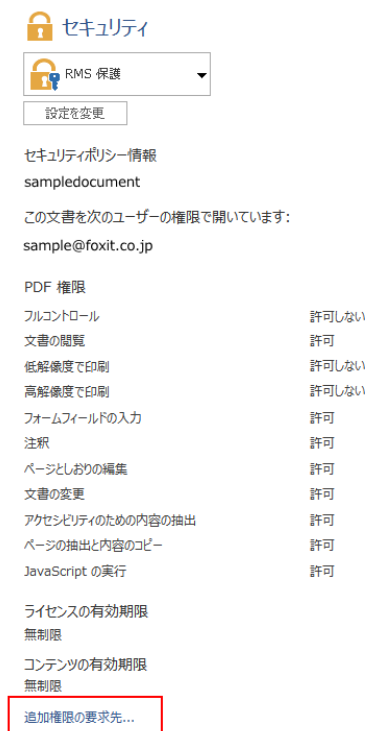 セキュリティ
RMS 保護
設定を変更
セキュリティポリシー情報
sampledocument
この文書を次のユーザーの権限で開いています:
sample@foxit.co.jp
PDF 権限
フルコントロール 許可しない
文書の閲覧 許可
低解像度で印刷 許可しない
高解像度で印刷 許可しない
フォームフィールドの入力 許可
注釈 許可
ページとしおりの編集 許可
文書の変更 許可
アクセシビリティのための内容の抽出 許可
ページの抽出と内容のコピー 許可
JavaScript の実行 許可
ライセンスの有効期限
無制限
コンテンツの有効期限
無制限
追加権限の要求先...